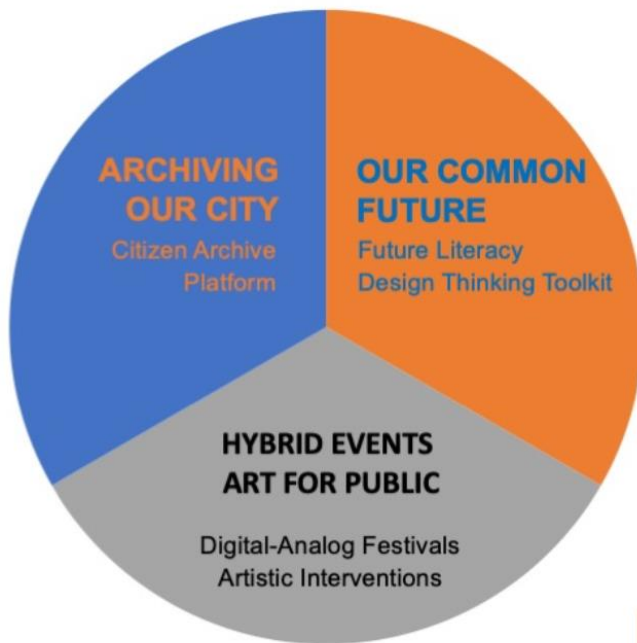 ARCHIVING
OUR CITY
Citizen Archive
Platform
OUR COMMON
FUTURE
Future Literacy
Design Thinking Toolkit
HYBRID EVENTS
ART FOR PUBLIC
Digital-Analog Festivals
Artistic Interventions